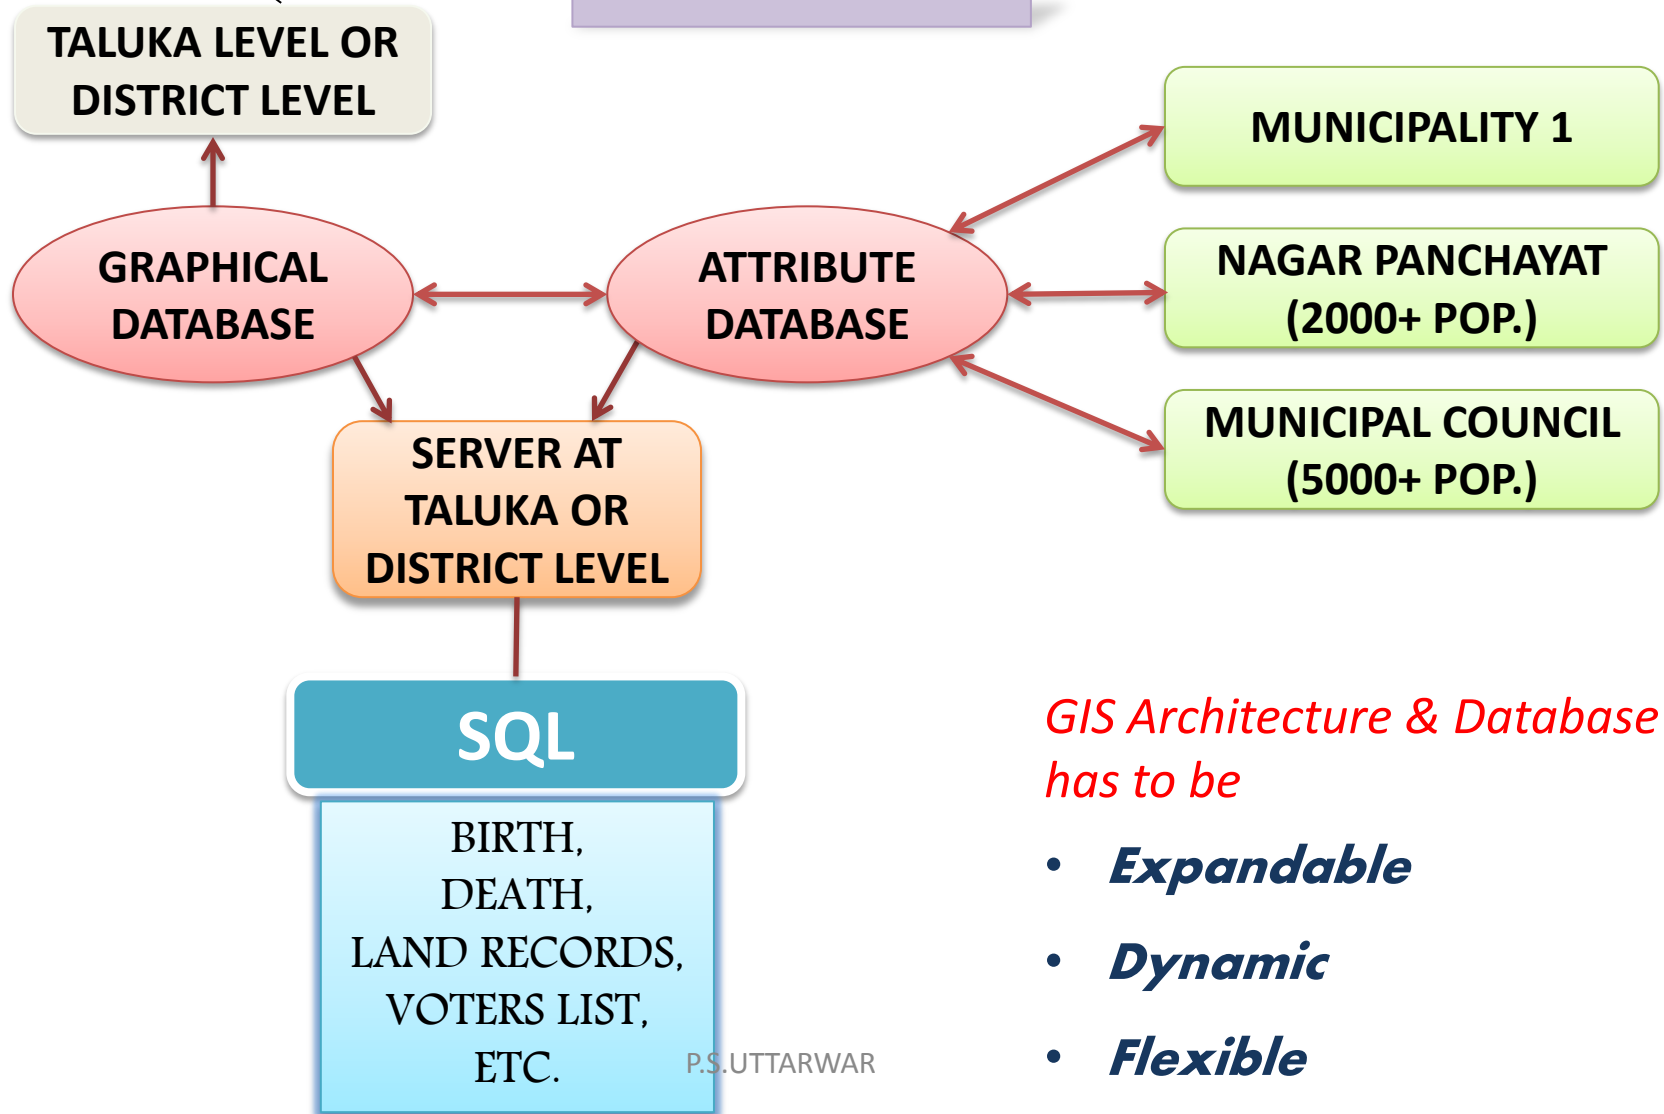 TALUKA LEVEL OR
DISTRICT LEVEL
MUNICIPALITY 1
GRAPHICAL
DATABASE
ATTRIBUTE
DATABASE
NAGAR PANCHAYAT
(2000+ POP.)
MUNICIPAL COUNCIL
(5000+ POP.)
SERVER AT
TALUKA OR
DISTRICT LEVEL
SQL
BIRTH,
DEATH,
LAND RECORDS,
VOTERS LIST,
ETC.
GIS Architecture & Database
has to be
• Expandable
• Dynamic
• Flexible
P.S.UTTARWAR